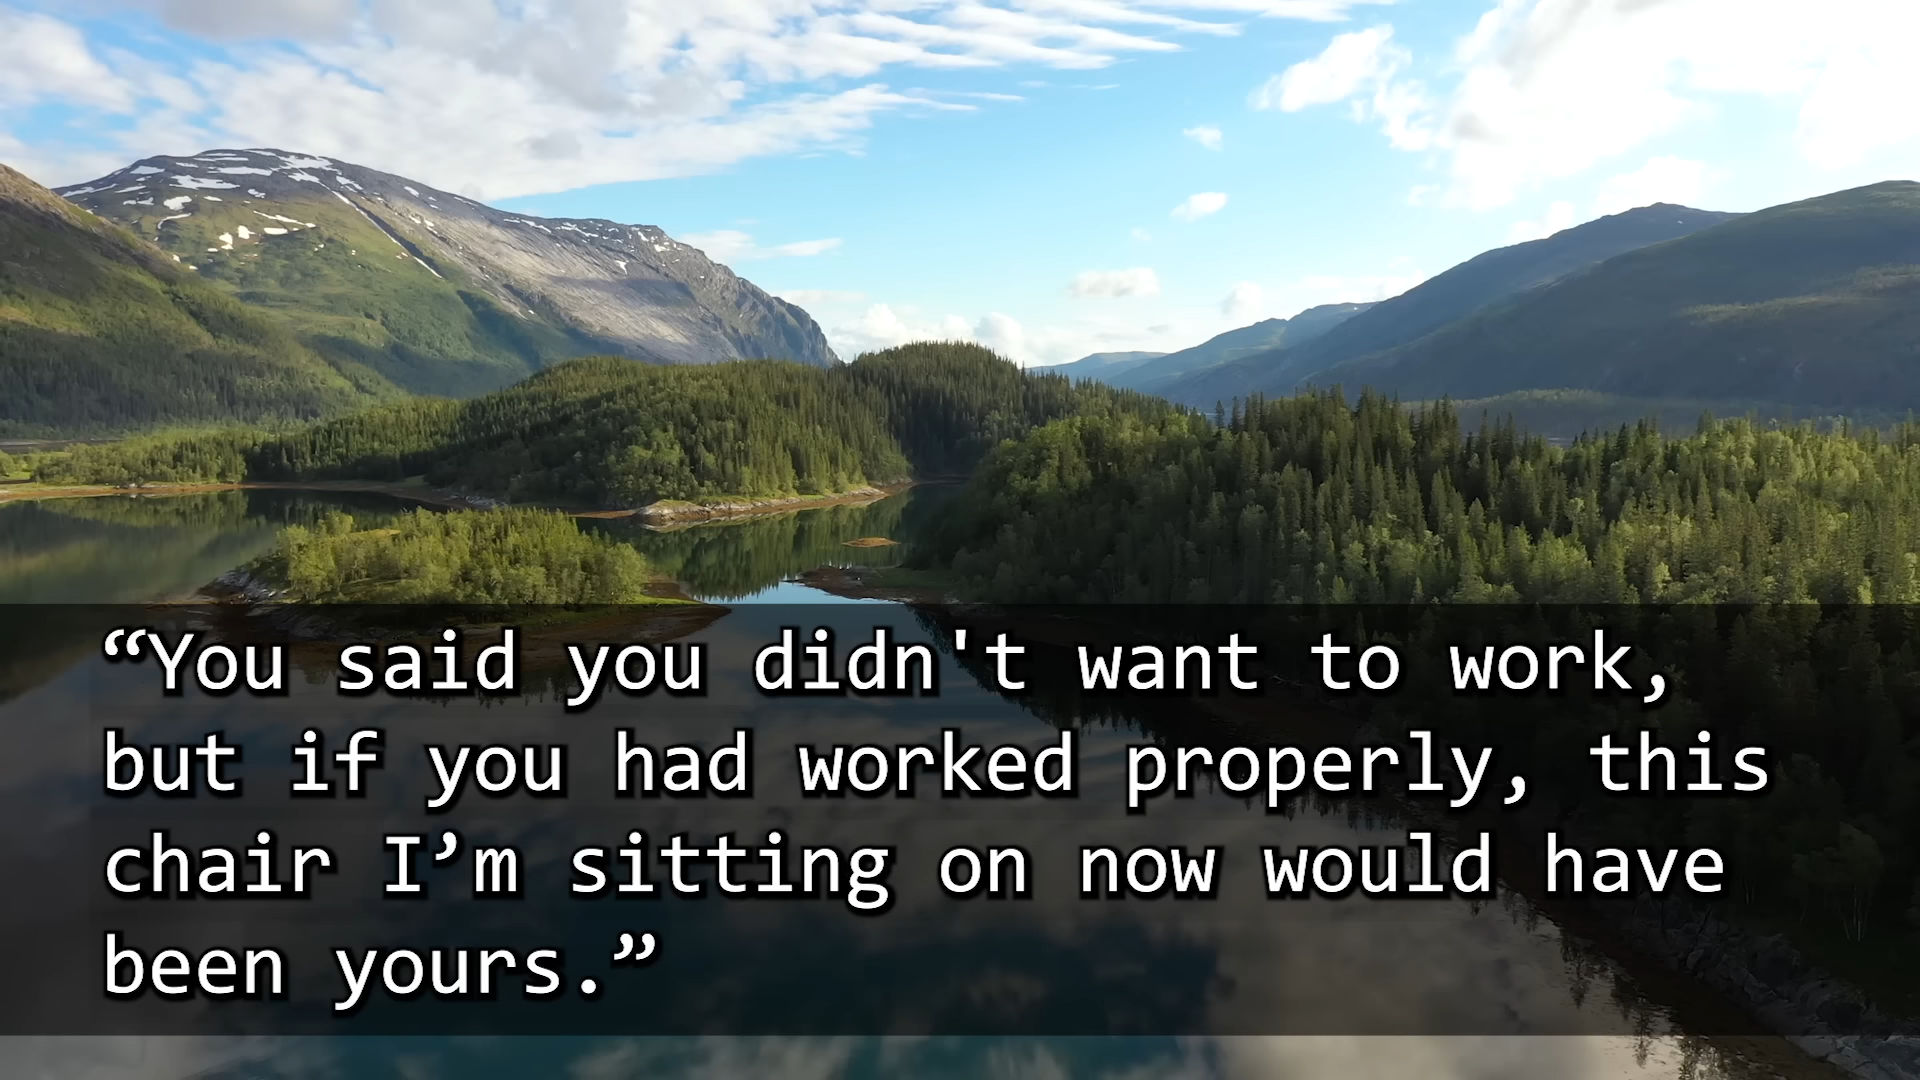 “You said you didn't want to work,
but if you had worked properly, this
chair I’m sitting on now would have
been yours.”